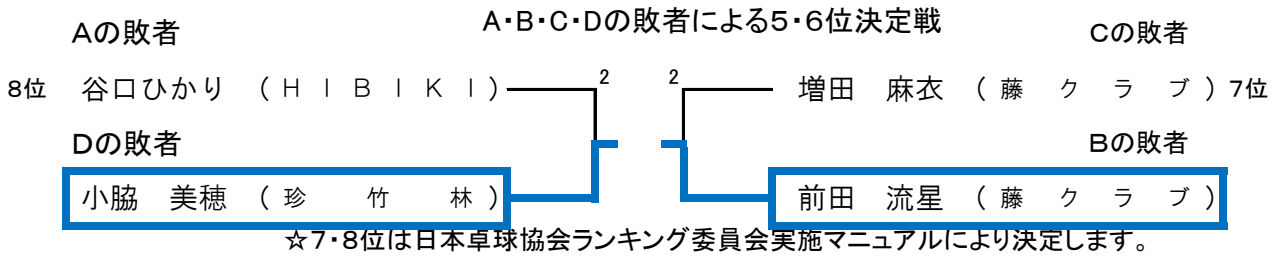 A・B・C・Dの敗者による5・6位決定戦
Aの敗者
Cの敗者
8位 谷口ひかり (HIBIKI) 2
2 増田 麻衣 (藤クラブ) 7位
Dの敗者
Bの敗者
小脇 美穂 (珍竹林)
前田 流星 (藤クラブ)
☆7・8位は日本卓球協会ランキング委員会実施マニュアルにより決定します。